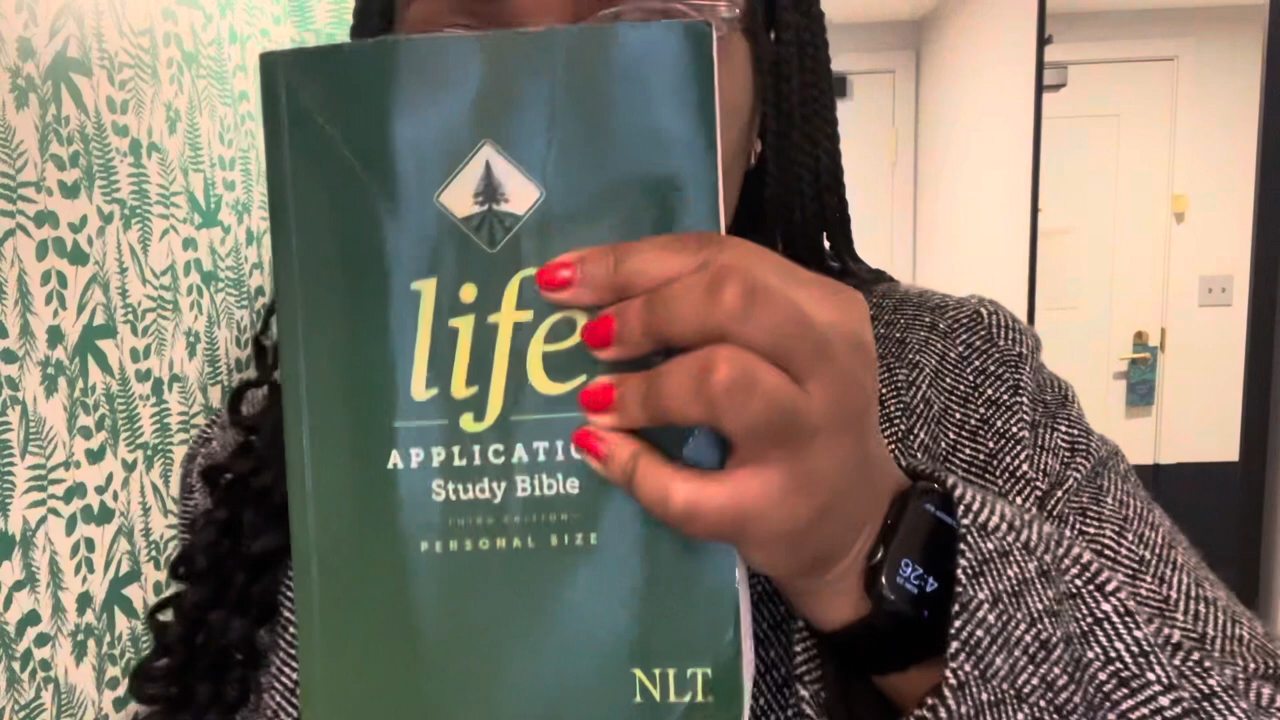 life
APPLICATIO
Study Bible
THIRD EDITION
PERSONAL SIZE
NLT
4:26